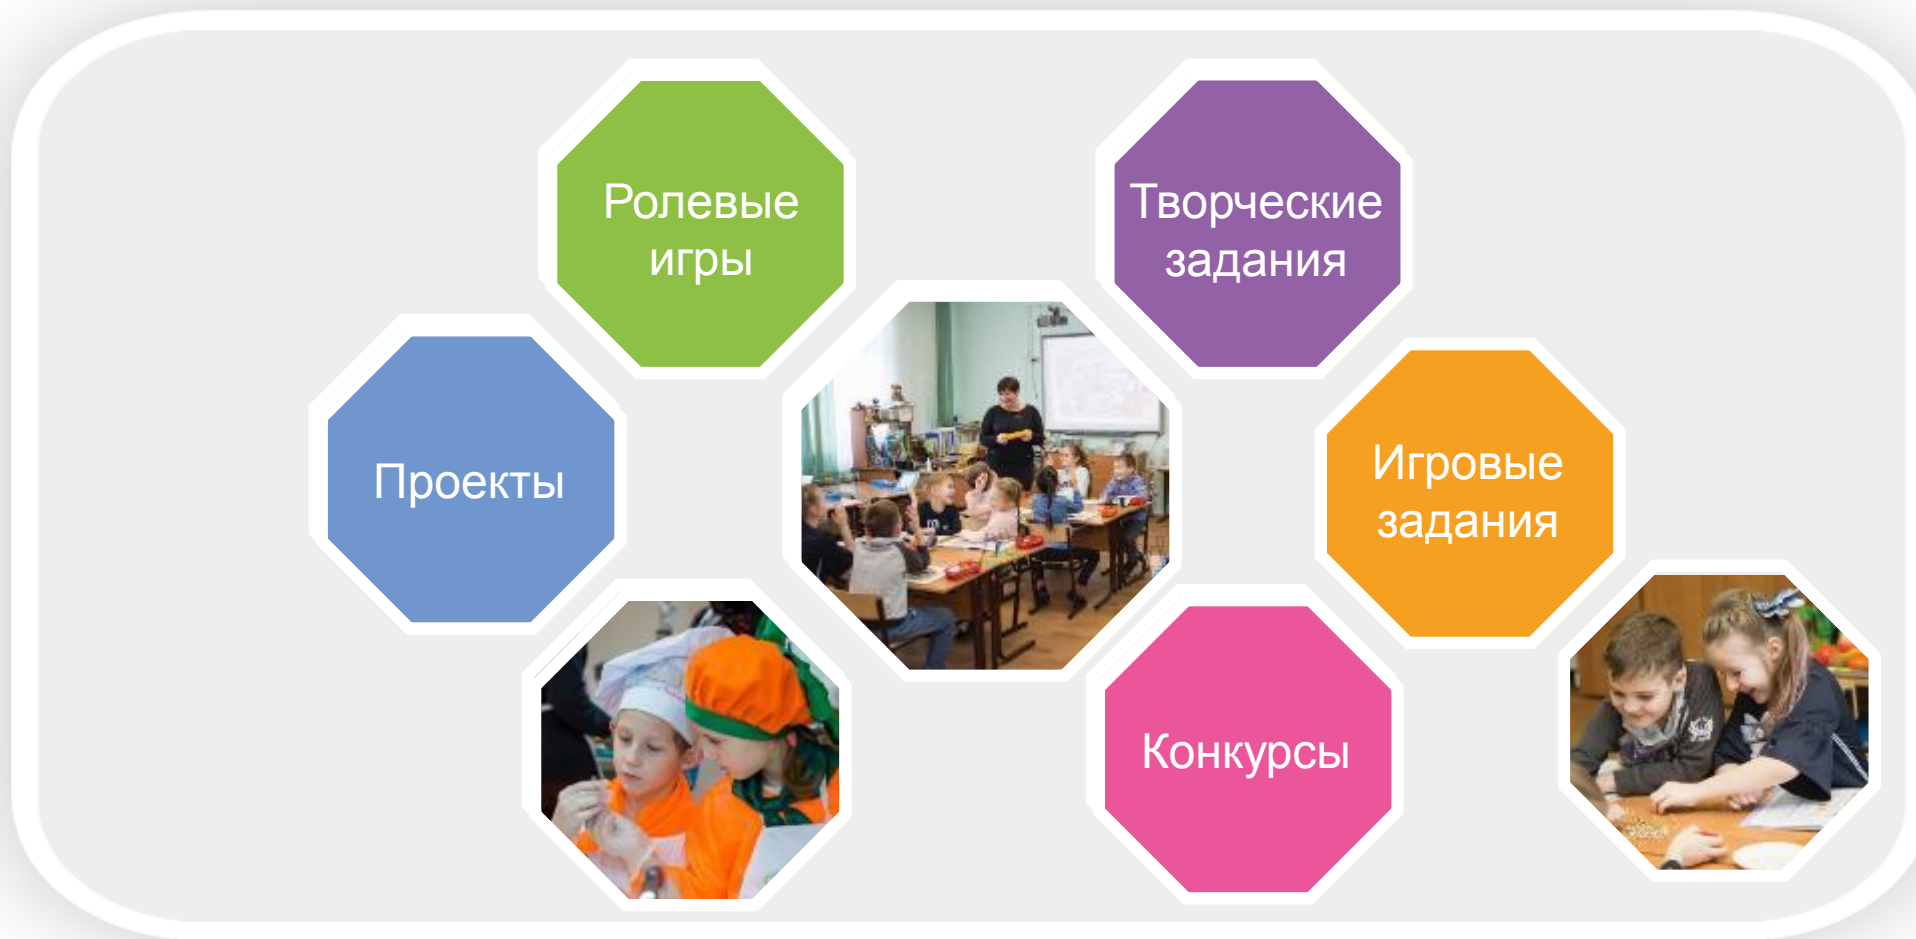 Ролевые
игры
Творческие
задания
Проекты
Игровые
задания
Конкурсы